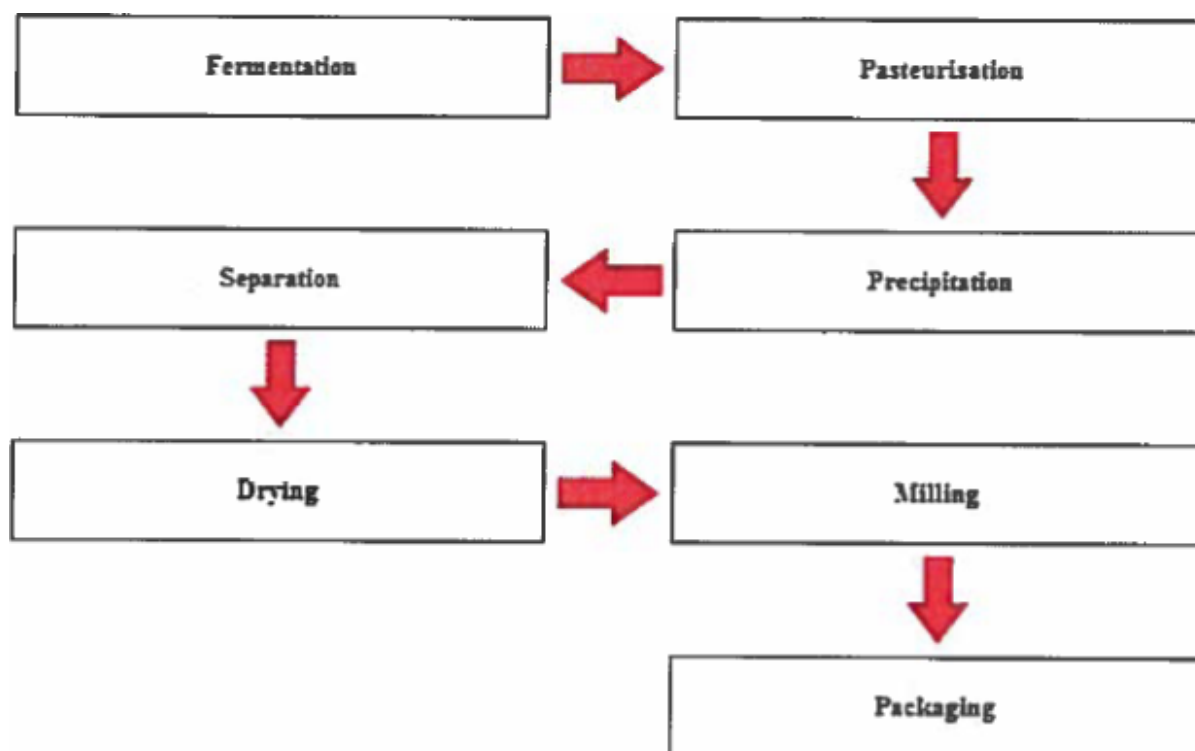 Fermentation
Pasteurisation
Precipitation
Separation
Drying
Milling
Packaging